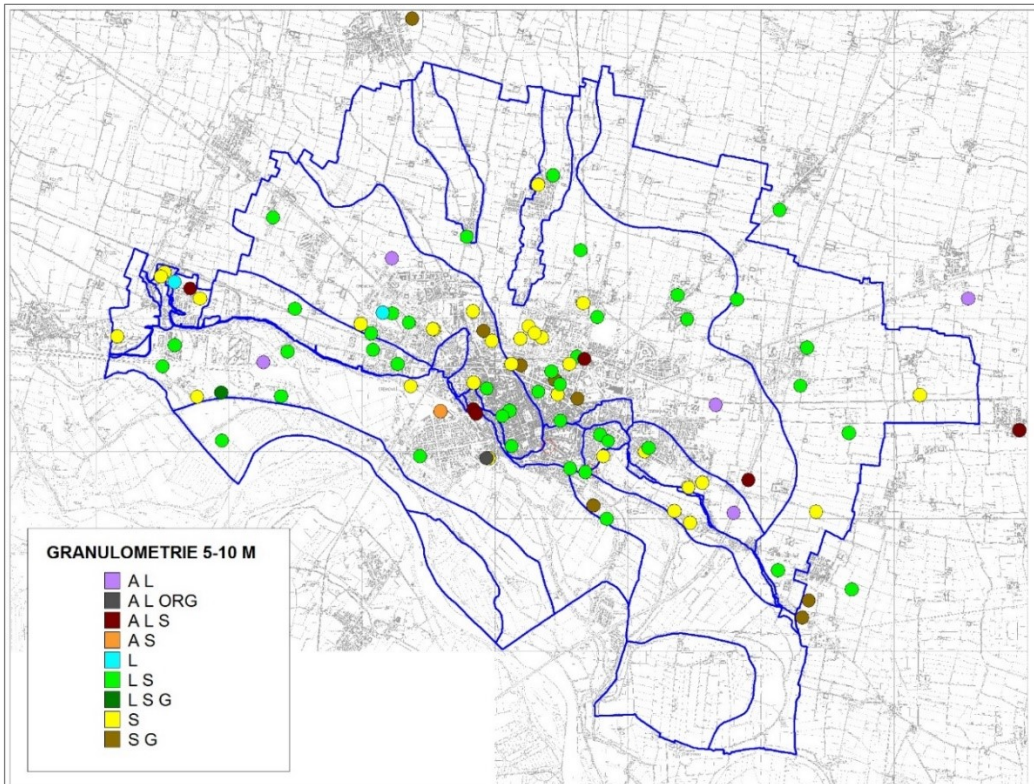 GRANULOMETRIE 5-10 M
A L
A L ORG
A L S
A S
L
L S
L S G
S
S G